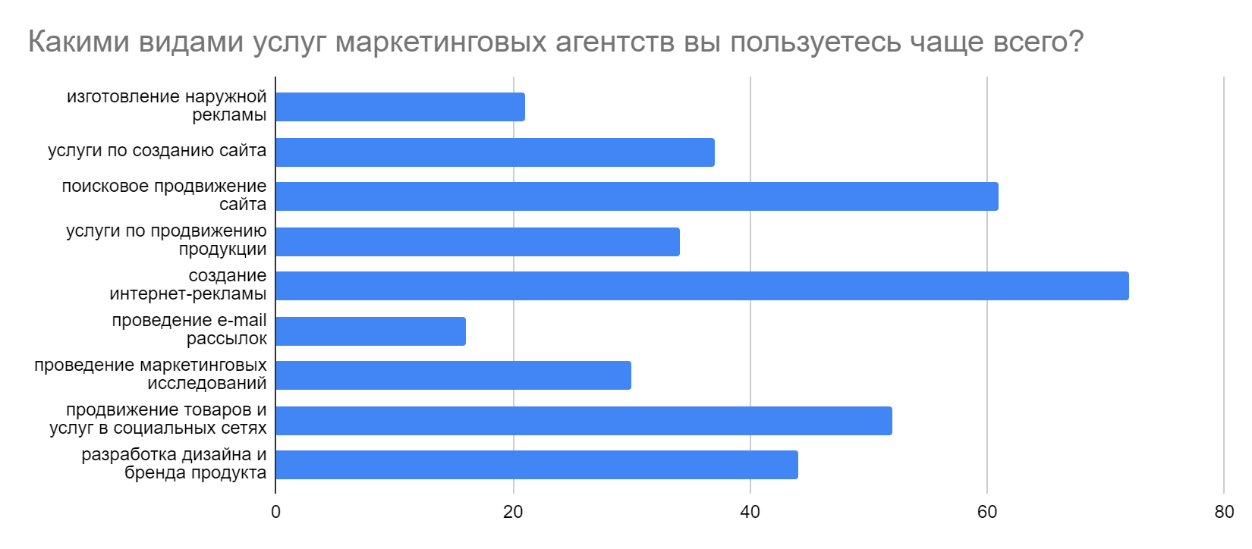 Какими видами услуг маркетинговых агентств вы пользуетесь чаще всего?
изготовление наружной
рекламы
услуги по созданию сайта
поисковое продвижение
сайта
услуги по продвижению
продукции
создание
интернет-рекламы
проведение e-mail
рассылок
проведение маркетинговых
исследований
продвижение товаров и
услуг в социальных сетях
разработка дизайна и
бренда продукта
0 20 40 60 80